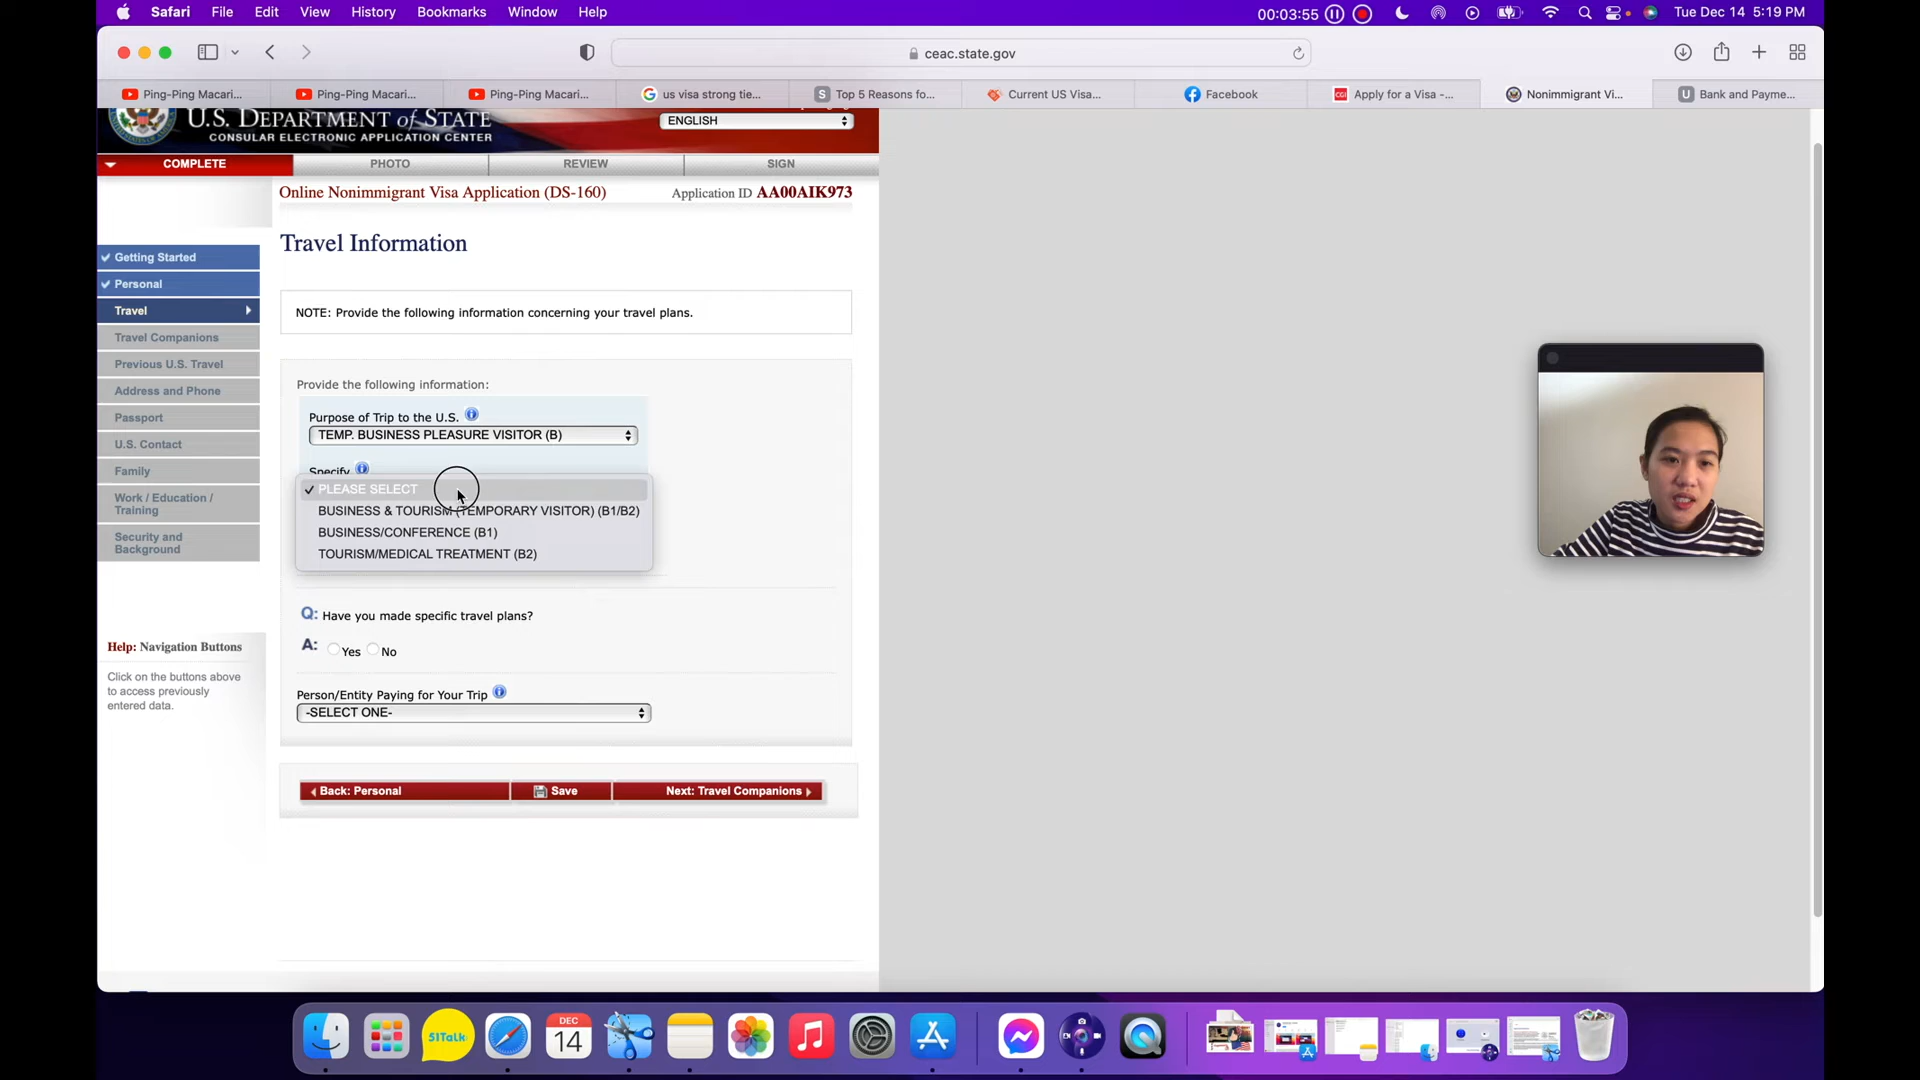 Safari File Edit View History Bookmarks Window Help 00:03:55 Tue Dec 14 5:19 PM
ceac.state.gov
Ping-Ping Macari... Ping-Ping Macari... Ping-Ping Macari... us visa strong tie... Top 5 Reasons fo... Current US Visa... Facebook Apply for a Visa -... Nonimmigrant Vi... Bank and Payme...
U.S. DEPARTMENT of STATE
CONSULAR ELECTRONIC APPLICATION CENTER
ENGLISH
COMPLETE PHOTO REVIEW SIGN
Online Nonimmigrant Visa Application (DS-160) Application ID AA00AIK973
Travel Information
Getting Started
Personal
Travel
Travel Companions
Previous U.S. Travel
Address and Phone
Passport
U.S. Contact
Family
Work / Education /
Training
Security and
Background
Help: Navigation Buttons
Click on the buttons above
to access previously
entered data.
NOTE: Provide the following information concerning your travel plans.
Provide the following information:
Purpose of Trip to the U.S.
TEMP. BUSINESS PLEASURE VISITOR (B)
Specify
PLEASE SELECT
BUSINESS & TOURISM (TEMPORARY VISITOR) (B1/B2)
BUSINESS/CONFERENCE (B1)
TOURISM/MEDICAL TREATMENT (B2)
Q: Have you made specific travel plans?
A: Yes No
Person/Entity Paying for Your Trip
-SELECT ONE-
Back: Personal Save Next: Travel Companions
51Talk
DEC
14